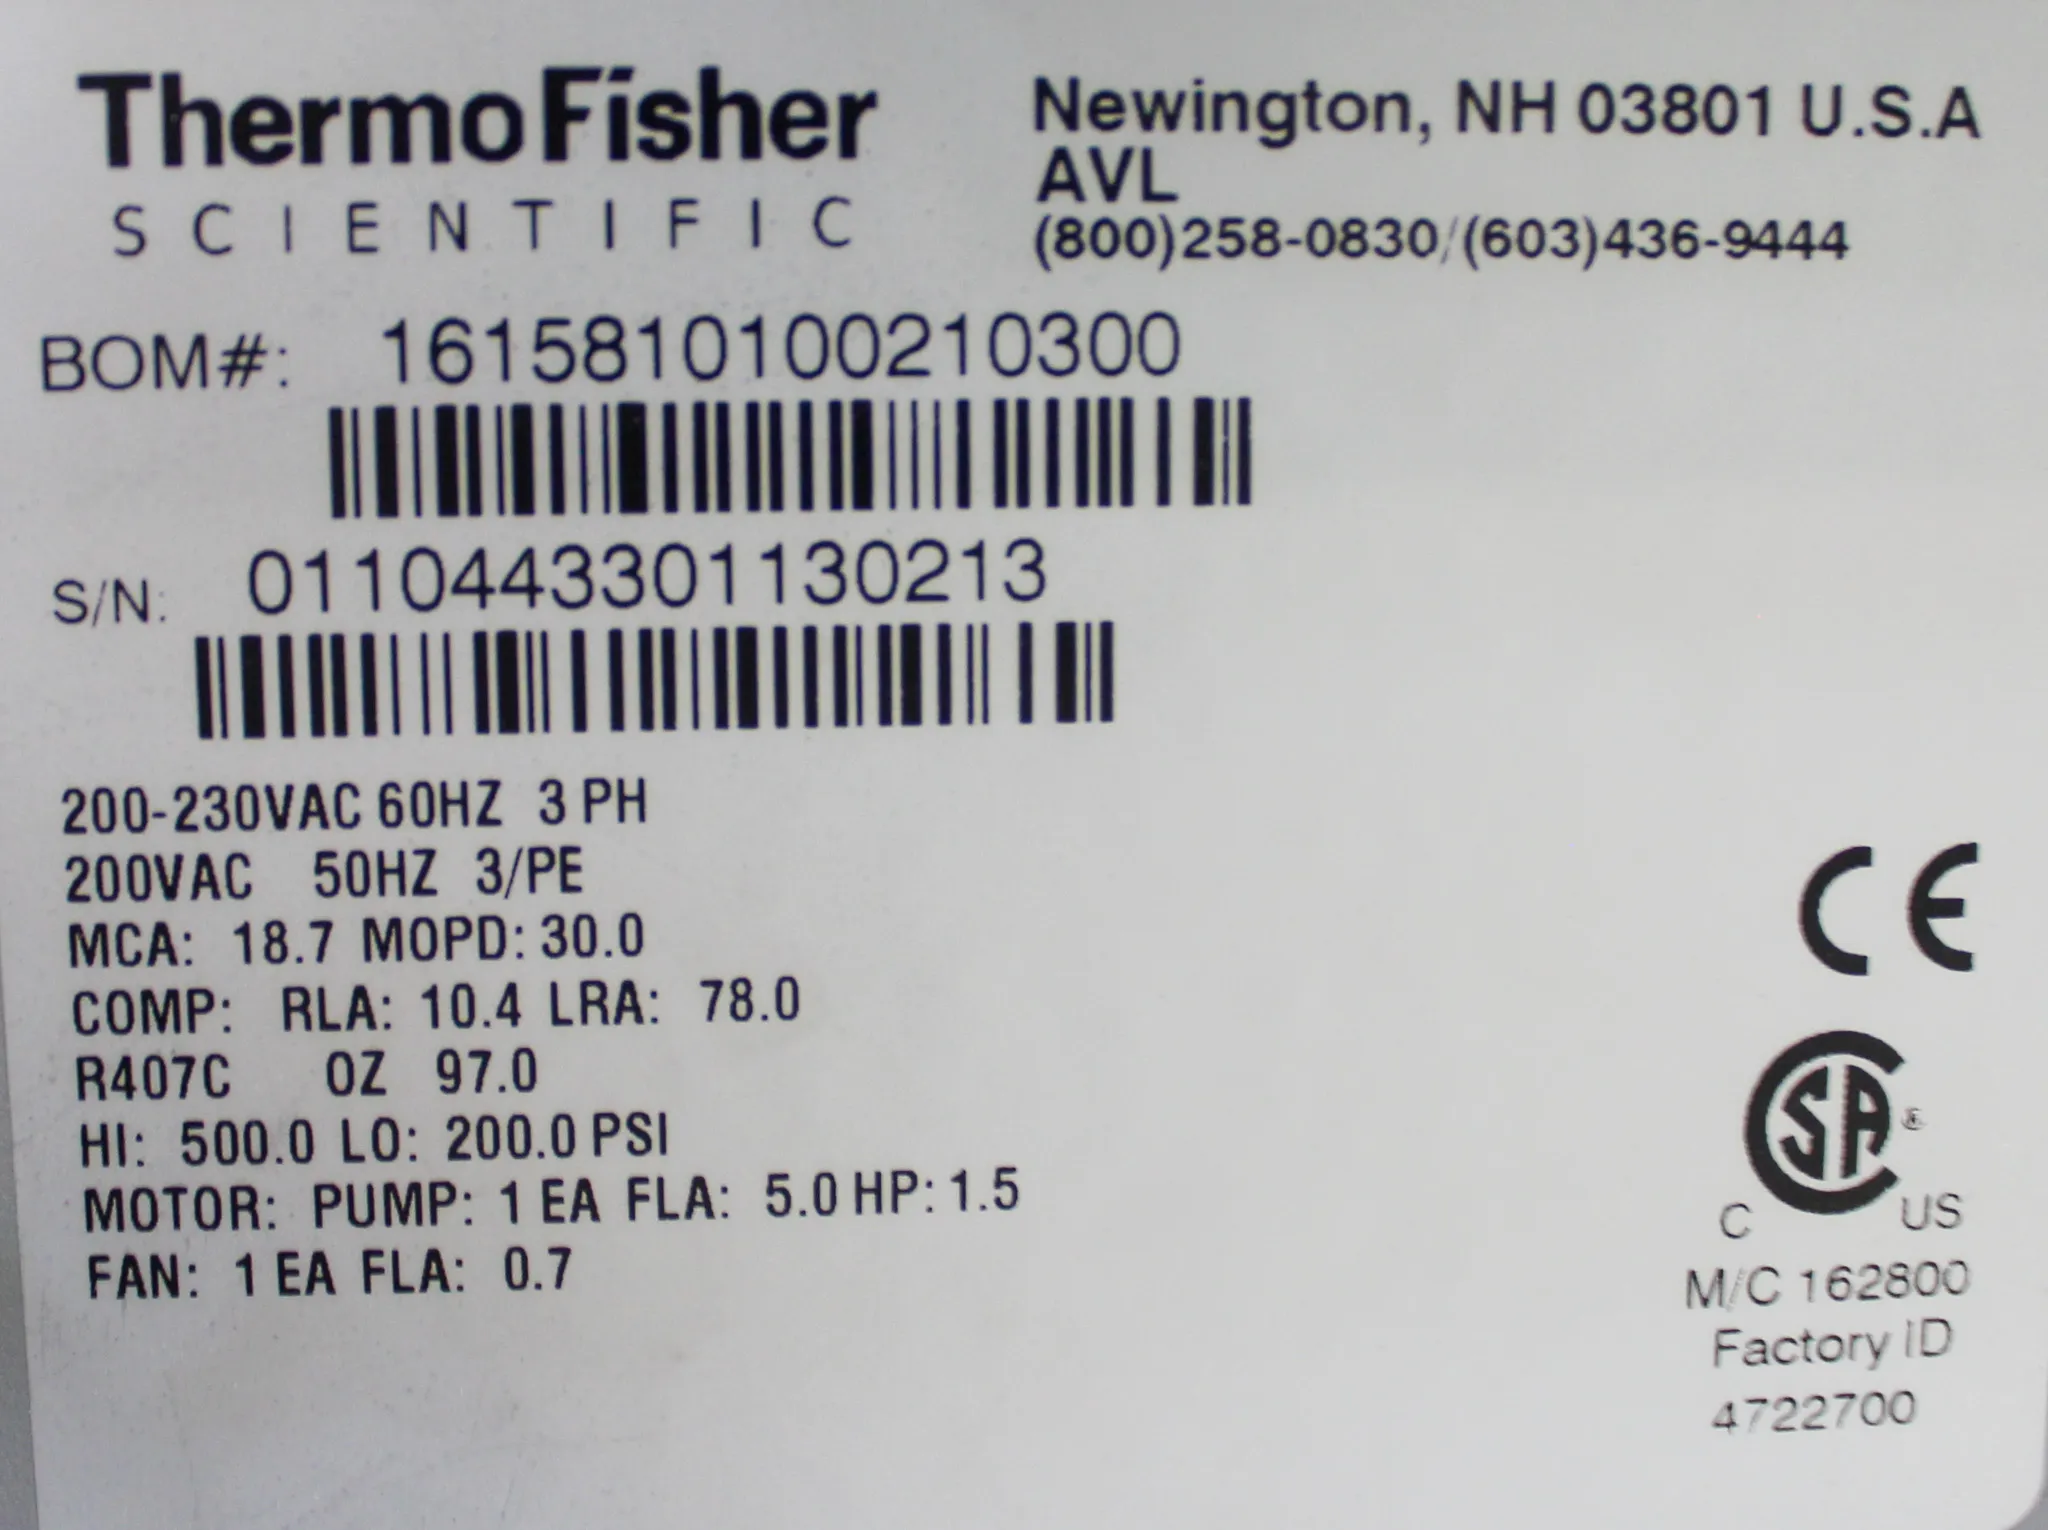 ThermoFisher
SCIENTIFIC
Newington, NH 03801 U.S.A
AVL
(800)258-0830/(603)436-9444
BOM#: 161581010021030​0
S/N: 0110443301130213
200-230VAC 60HZ 3 PH
200VAC 50HZ 3/PE
MCA: 18.7 MOPD: 30.0
COMP: RLA: 10.4 LRA: 78.0
R407C OZ 97.0
HI: 500.0 LO: 200.0 PSI
MOTOR: PUMP: 1 EA FLA: 5.0 HP: 1.5
FAN: 1 EA FLA: 0.7
CE
CSA ®
C US
M/C 162800
Factory ID
4722700